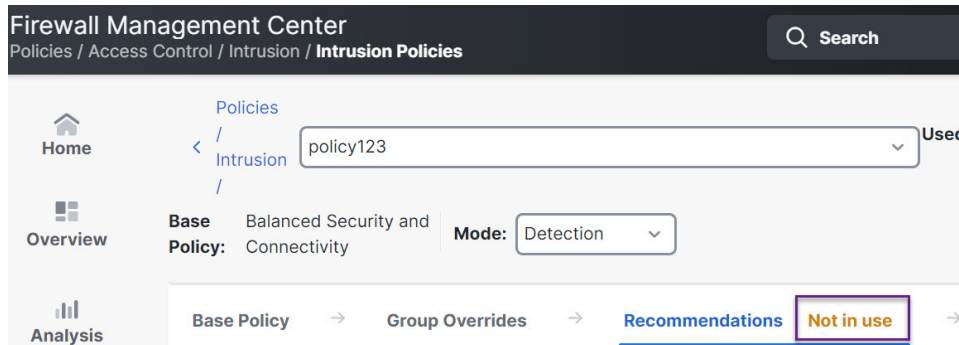 Firewall Management Center
Search
Policies / Access Control / Intrusion / Intrusion Policies
Home
Overview
Analysis
Policies
/
Intrusion
/
policy123
Used
Base Policy:
Balanced Security and
Connectivity
Mode:
Detection
Base Policy
Group Overrides
Recommendations
Not in use